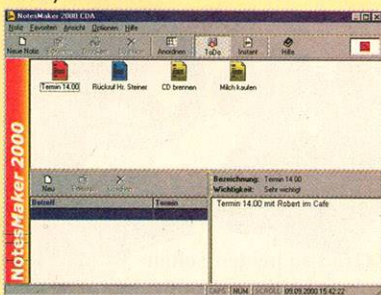 NotesMaker 2000.CDA
Notiz Favoriten Ansicht Optionen Hilfe
Neue Notiz Anordnen ToDo Instant Hilfe
Termin 14.00 Rückruf Hr. Steiner CD brennen Milch kaufen
NotesMaker 2000
Neu Löschen
Betreff Termin
Bezeichnung: Termin 14.00
Wichtigkeit: Sehr wichtig!
Termin 14.00 mit Robert im Cafe
CAPS NUM SCROLL 09.09.2000 15:42:22